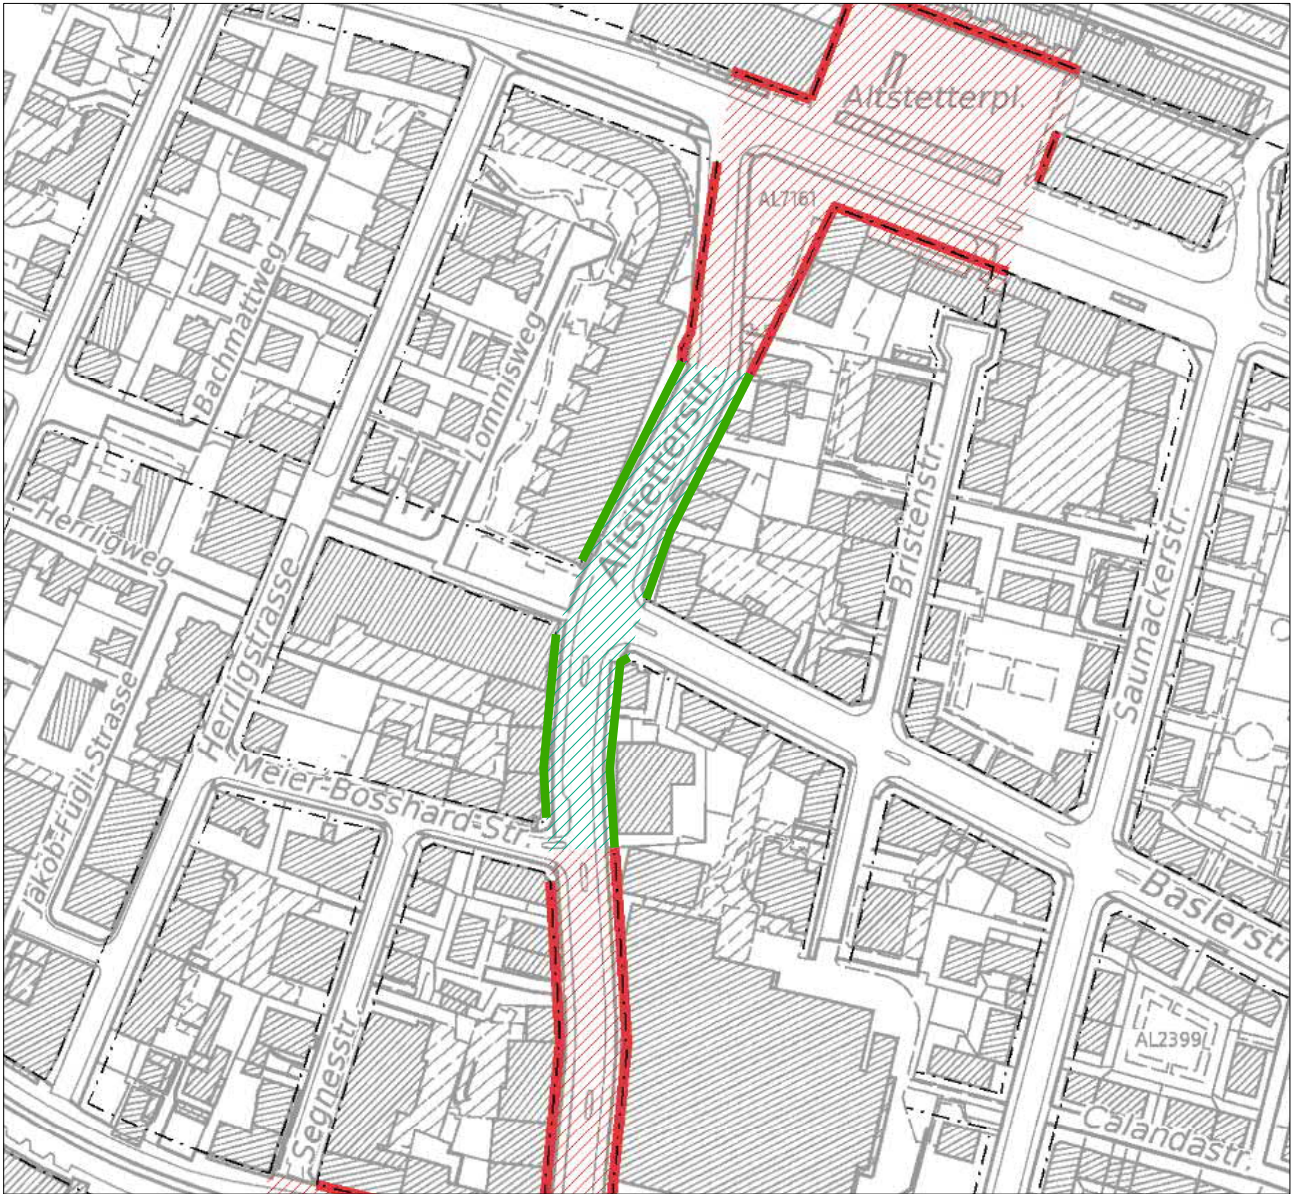 Altstetterpl.
AL7161
Bachmattweg
Lommisweg
Altstetterstr.
Bristenstr.
Saumackerstr.
Herrligweg
Herrligstrasse
Jakob-Fügli-Strasse
Meier-Bosshard-Str.
Baslerstr
Segnesstr.
AL2399
Calandastr.